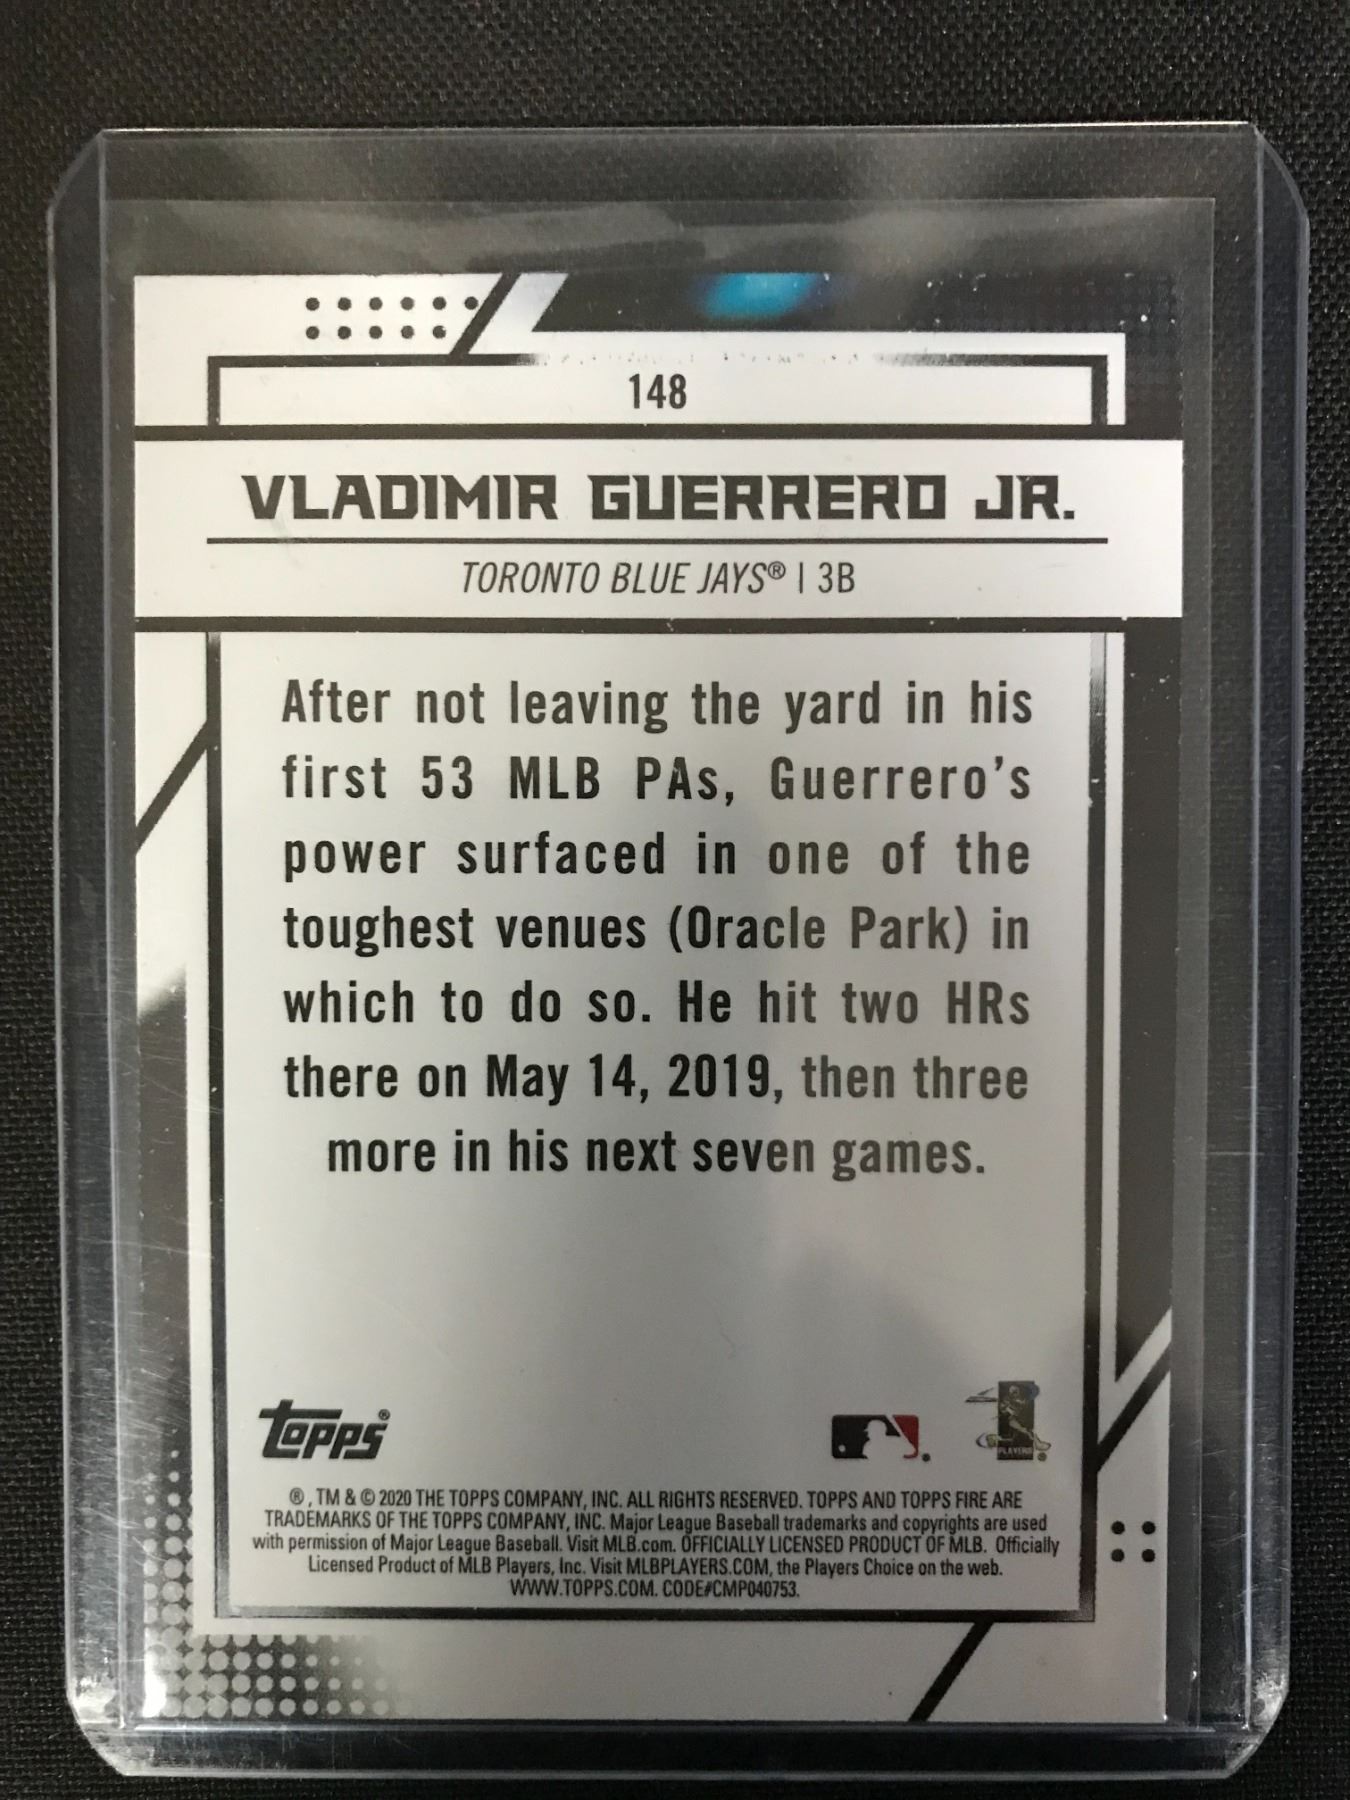 148
VLADIMIR GUERRERO JR.
TORONTO BLUE JAYS® | 3B
After not leaving the yard in his
first 53 MLB PAs, Guerrero's
power surfaced in one of the
toughest venues (Oracle Park) in
which to do so. He hit two HRs
there on May 14, 2019, then three
more in his next seven games.
topps®
PLAYERS
®, TM & © 2020 THE TOPPS COMPANY, INC. ALL RIGHTS RESERVED. TOPPS AND TOPPS FIRE ARE
TRADEMARKS OF THE TOPPS COMPANY, INC. Major League Baseball trademarks and copyrights are used
with permission of Major League Baseball. Visit MLB.com. OFFICIALLY LICENSED PRODUCT OF MLB. Officially
Licensed Product of MLB Players, Inc. Visit MLBPLAYERS.COM, the Players Choice on the web.
WWW.TOPPS.COM. CODE#CMP040753.